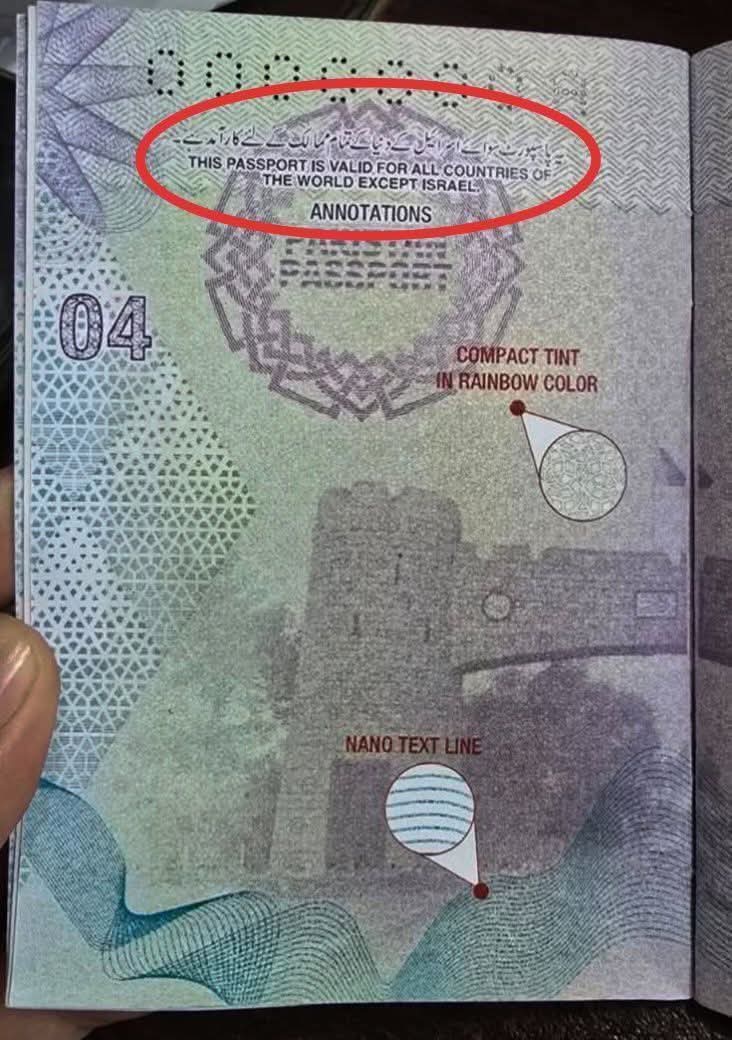 000000
یہ پاسپورٹ سوائے اسرائیل کے دنیا کے تمام ممالک کے لئے کارآمد ہے۔
THIS PASSPORT IS VALID FOR ALL COUNTRIES OF
THE WORLD EXCEPT ISRAEL.
ANNOTATIONS
PAKISTAN
PASSPORT
04
COMPACT TINT
IN RAINBOW COLOR
NANO TEXT LINE